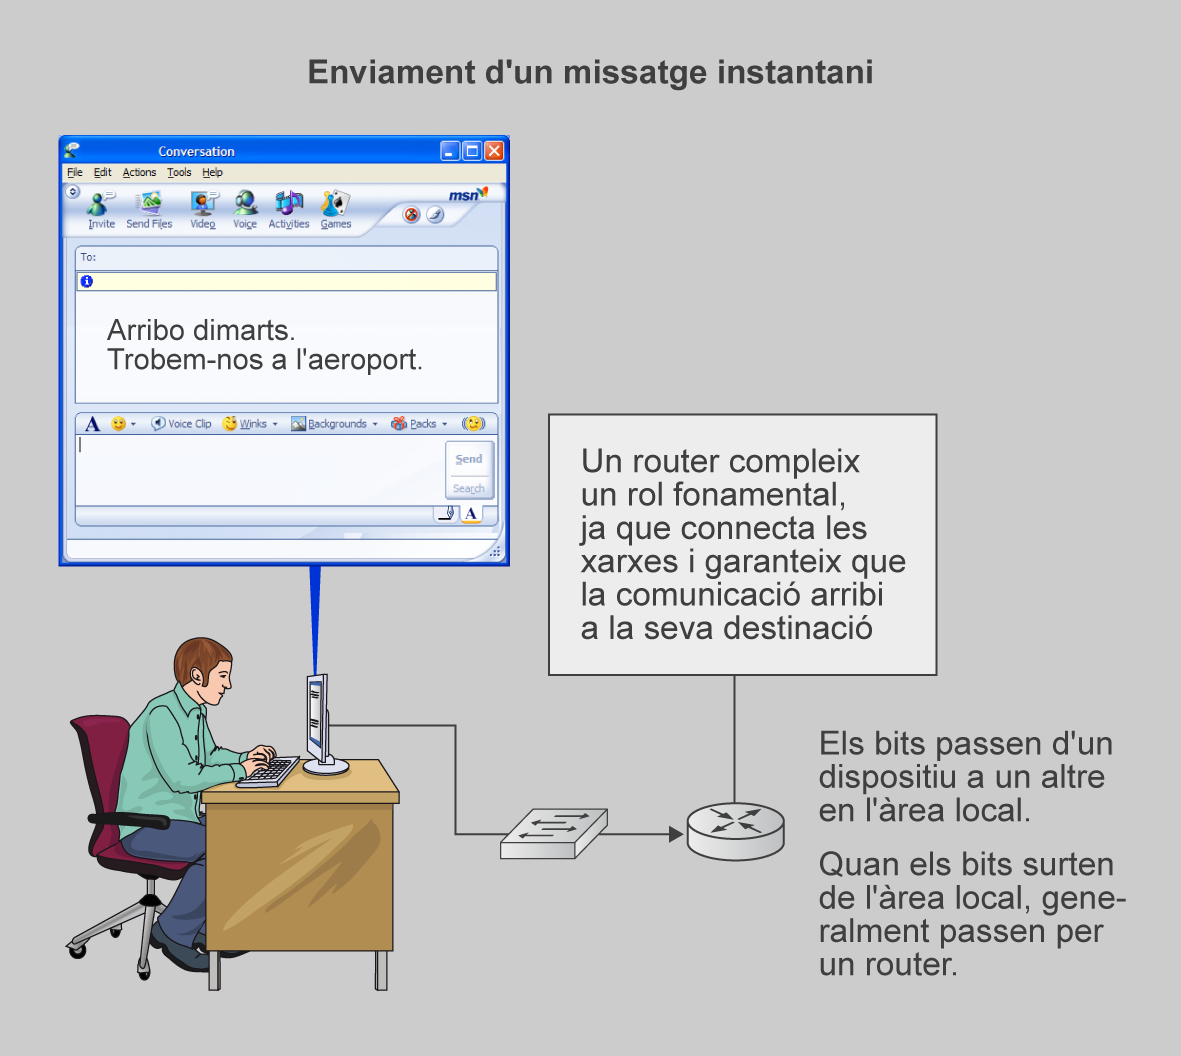 Enviament d'un missatge instantani
Conversation
File Edit Actions Tools Help
msn
Invite Send Files Video Voice Activities Games
To:
Arribo dimarts.
Trobem-nos a l'aeroport.
A Voice Clip Winks Backgrounds Packs
Send
Search
A
Un router compleix
un rol fonamental,
ja que connecta les
xarxes i garanteix que
la comunicació arribi
a la seva destinació
Els bits passen d'un
dispositiu a un altre
en l'àrea local.
Quan els bits surten
de l'àrea local, gene-
ralment passen per
un router.